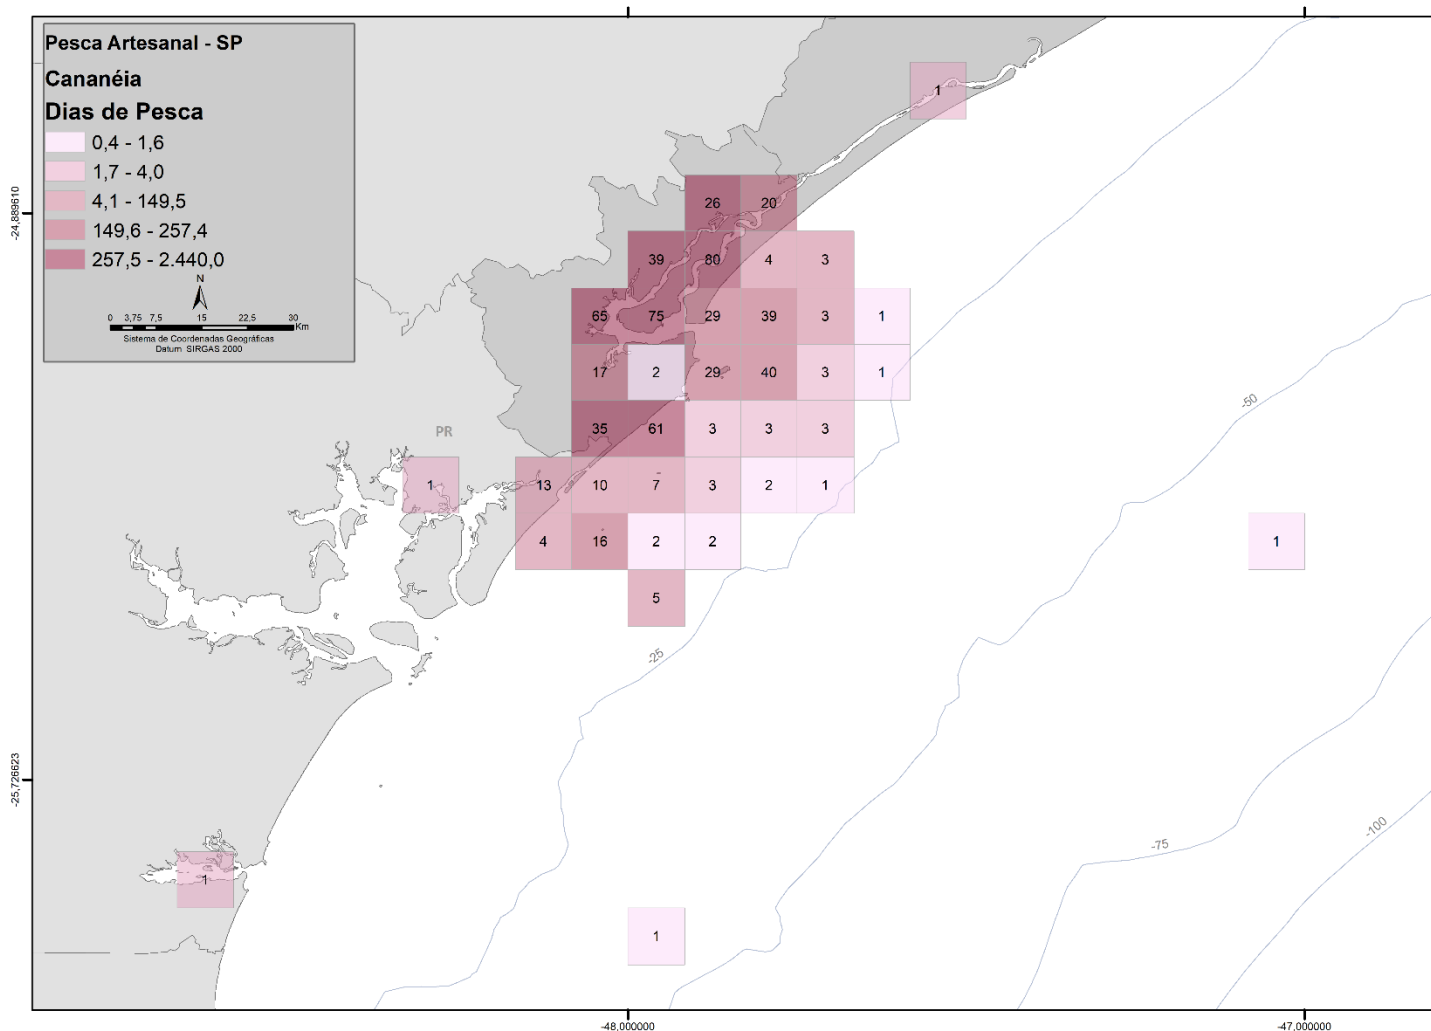 Pesca Artesanal - SP
Cananéia
Dias de Pesca
0,4 - 1,6
1,7 - 4,0
4,1 - 149,5
149,6 - 257,4
257,5 - 2.440,0
N
0 3,75 7,5 15 22,5 30
Km
Sistema de Coordenadas Geográficas
Datum SIRGAS 2000
1
-24,889610
26 20
39 80 4 3
65 75 29 39 3 1
17 2 29 40 3 1
-50
PR
35 61 3 3 3
1 13 10 7 3 2 1
4 16 2 2 1
5
-25
-25,726623
-100
-75
1
1
-48,000000
-47,000000